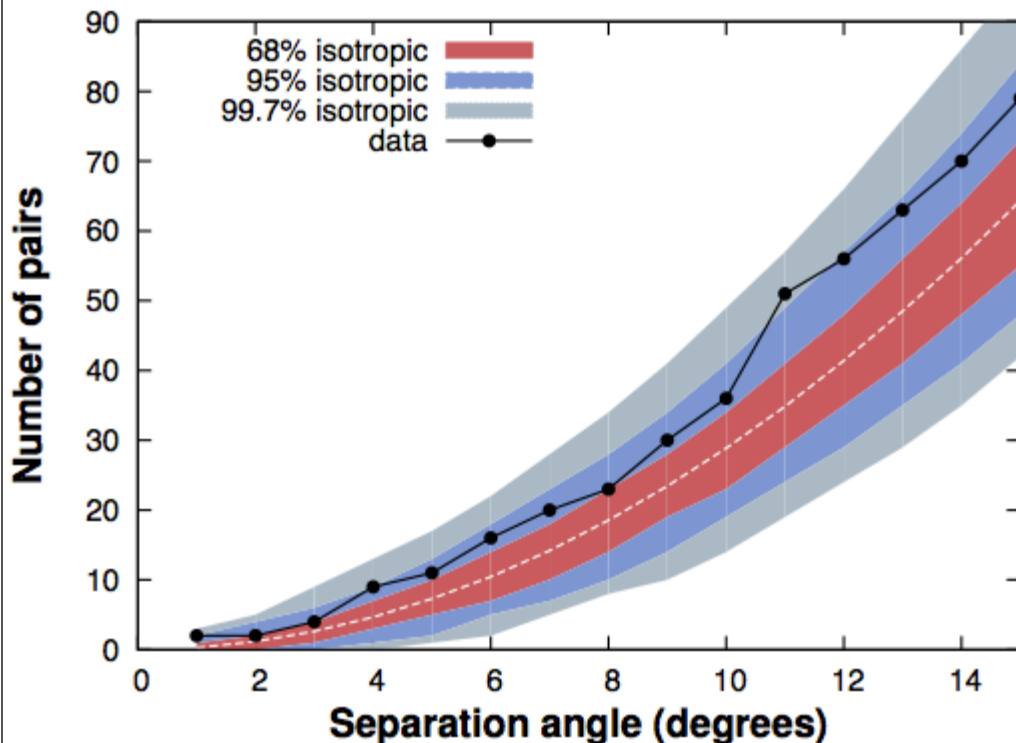 90
80
70
60
50
40
30
20
10
0
68% isotropic
95% isotropic
99.7% isotropic
data
Number of pairs
0 2 4 6 8 10 12 14
Separation angle (degrees)